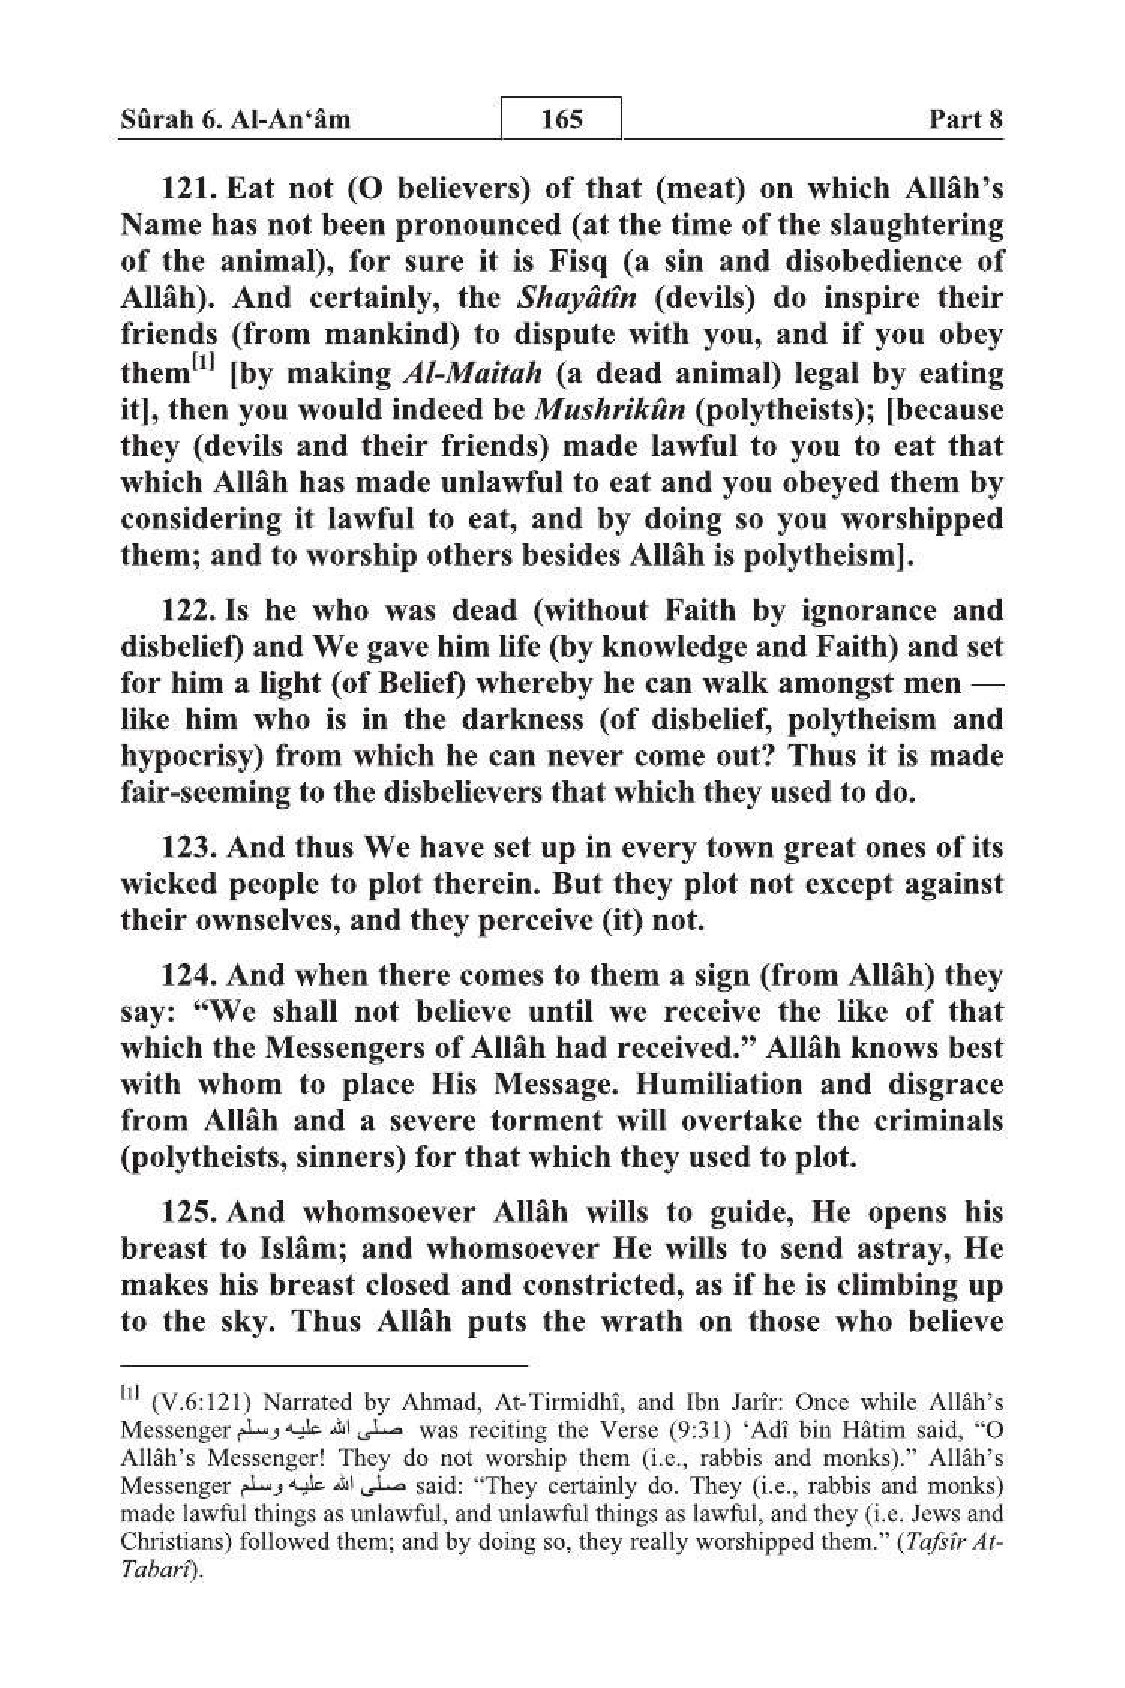 Sûrah 6. Al-An‘âm 165 Part 8
121. Eat not (O believers) of that (meat) on which Allâh’s
Name has not been pronounced (at the time of the slaughtering
of the animal), for sure it is Fisq (a sin and disobedience of
Allâh). And certainly, the Shayâtîn (devils) do inspire their
friends (from mankind) to dispute with you, and if you obey
them[1] [by making Al-Maitah (a dead animal) legal by eating
it], then you would indeed be Mushrikûn (polytheists); [because
they (devils and their friends) made lawful to you to eat that
which Allâh has made unlawful to eat and you obeyed them by
considering it lawful to eat, and by doing so you worshipped
them; and to worship others besides Allâh is polytheism].
122. Is he who was dead (without Faith by ignorance and
disbelief) and We gave him life (by knowledge and Faith) and set
for him a light (of Belief) whereby he can walk amongst men —
like him who is in the darkness (of disbelief, polytheism and
hypocrisy) from which he can never come out? Thus it is made
fair-seeming to the disbelievers that which they used to do.
123. And thus We have set up in every town great ones of its
wicked people to plot therein. But they plot not except against
their ownselves, and they perceive (it) not.
124. And when there comes to them a sign (from Allâh) they
say: “We shall not believe until we receive the like of that
which the Messengers of Allâh had received.” Allâh knows best
with whom to place His Message. Humiliation and disgrace
from Allâh and a severe torment will overtake the criminals
(polytheists, sinners) for that which they used to plot.
125. And whomsoever Allâh wills to guide, He opens his
breast to Islâm; and whomsoever He wills to send astray, He
makes his breast closed and constricted, as if he is climbing up
to the sky. Thus Allâh puts the wrath on those who believe
[1] (V.6:121) Narrated by Ahmad, At-Tirmidhî, and Ibn Jarîr: Once while Allâh’s
Messenger صلى الله عليه وسلم was reciting the Verse (9:31) ‘Adî bin Hâtim said, “O
Allâh’s Messenger! They do not worship them (i.e., rabbis and monks).” Allâh’s
Messenger صلى الله عليه وسلم said: “They certainly do. They (i.e., rabbis and monks)
made lawful things as unlawful, and unlawful things as lawful, and they (i.e. Jews and
Christians) followed them; and by doing so, they really worshipped them.” (Tafsîr At-
Tabarî).